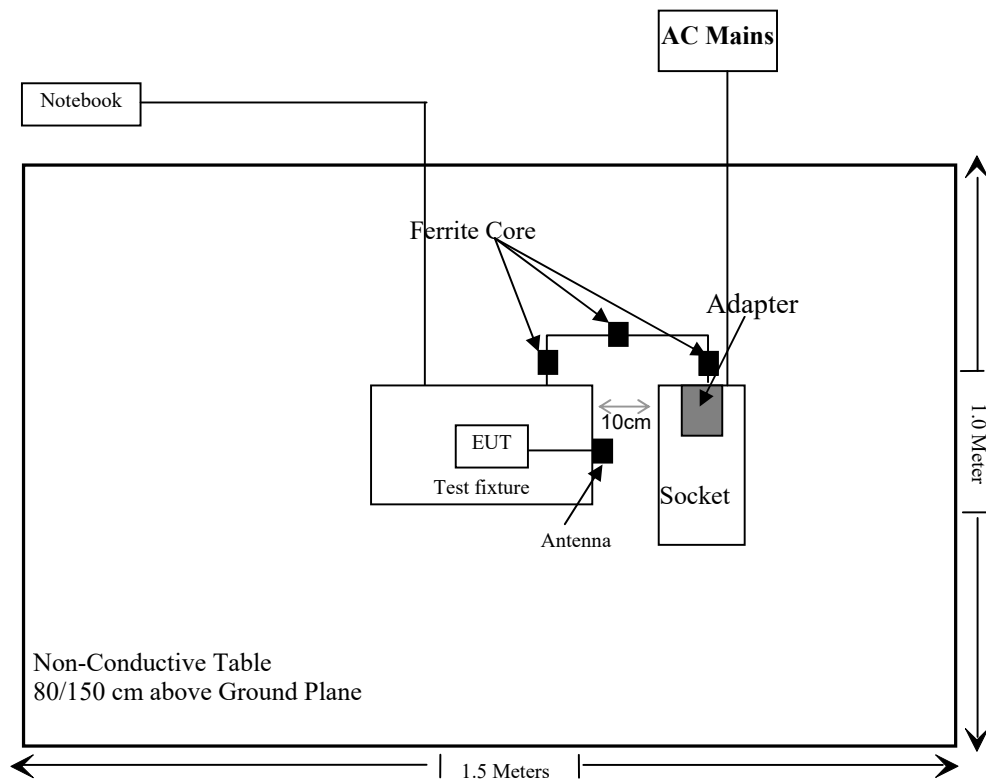 AC Mains
Notebook
Ferrite Core
Adapter
10cm
EUT
Test fixture
Socket
Antenna
1.0 Meter
Non-Conductive Table
80/150 cm above Ground Plane
1.5 Meters